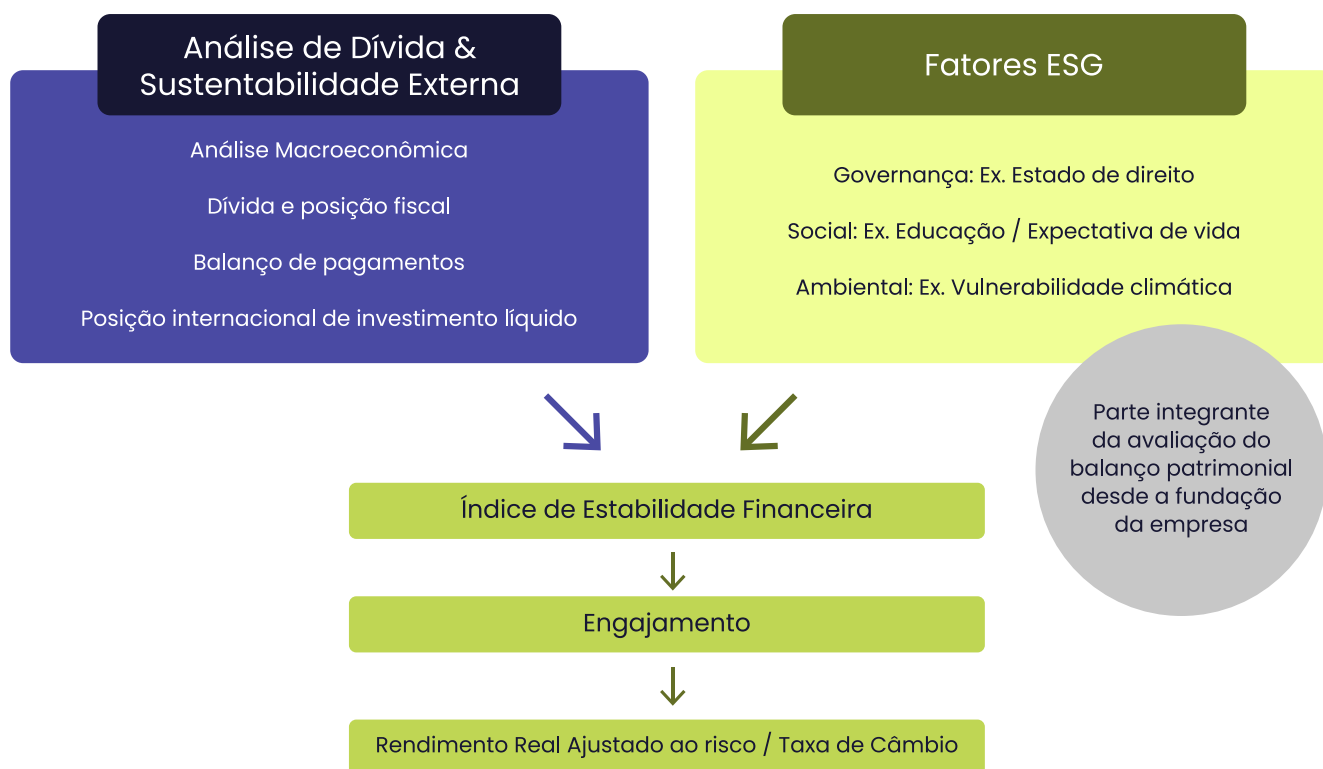 Análise de Dívida &
Sustentabilidade Externa
Análise Macroeconômica
Dívida e posição fiscal
Balanço de pagamentos
Posição internacional de investimento líquido
Fatores ESG
Governança: Ex. Estado de direito
Social: Ex. Educação / Expectativa de vida
Ambiental: Ex. Vulnerabilidade climática
Parte integrante
da avaliação do
balanço patrimonial
desde a fundação
da empresa
Índice de Estabilidade Financeira
Engajamento
Rendimento Real Ajustado ao risco / Taxa de Câmbio